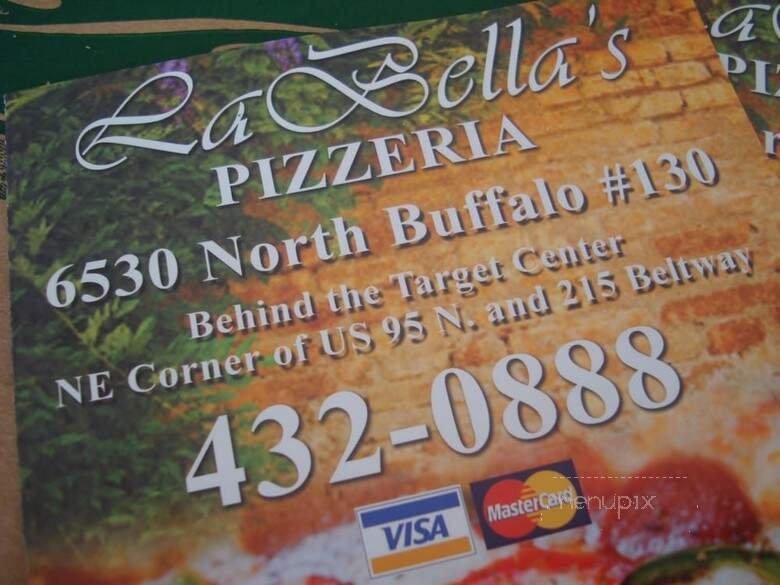 LaBella's
PIZZERIA
6530 North Buffalo #130
Behind the Target Center
NE Corner of US 95 N. and 215 Beltway
432-0888
VISA
MasterCard
menupix